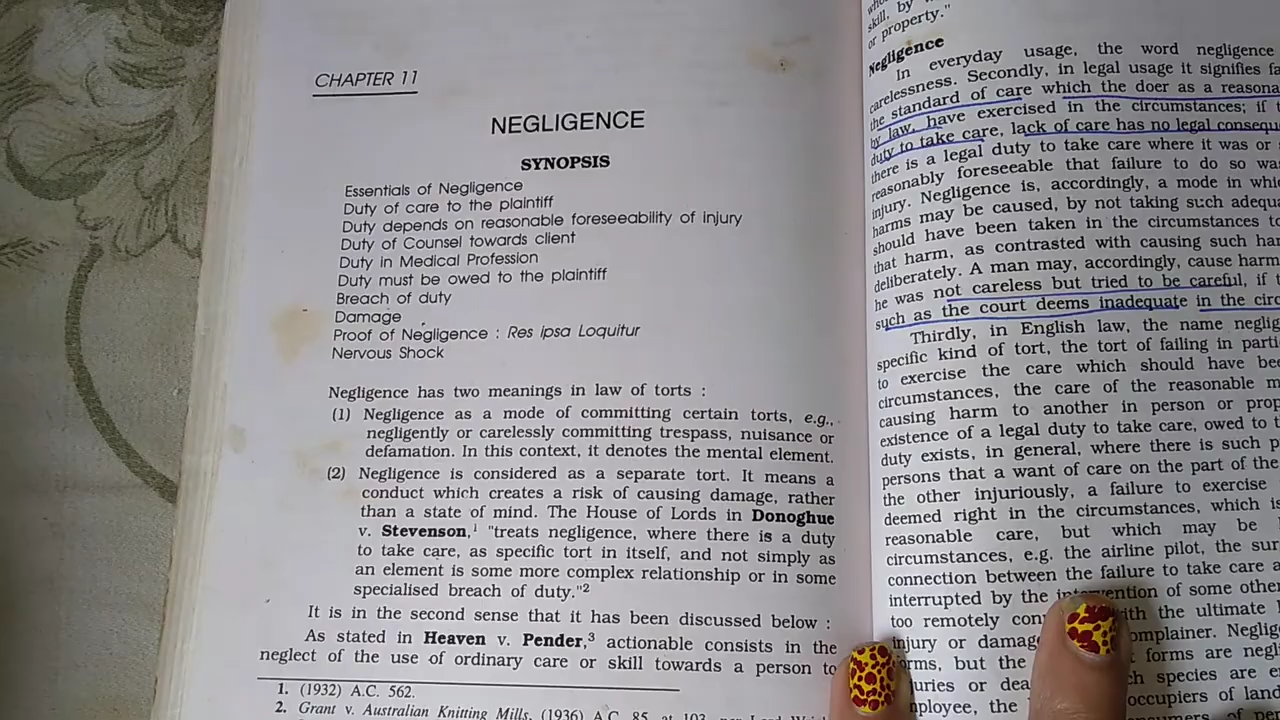 CHAPTER 11
NEGLIGENCE
SYNOPSIS
Essentials of Negligence
Duty of care to the plaintiff
Duty depends on reasonable foreseeability of injury
Duty of Counsel towards client
Duty in Medical Profession
Duty must be owed to the plaintiff
Breach of duty
Damage
Proof of Negligence : Res ipsa Loquitur
Nervous Shock
Negligence has two meanings in law of torts :
(1) Negligence as a mode of committing certain torts, e.g.,
negligently or carelessly committing trespass, nuisance or
defamation. In this context, it denotes the mental element.
(2) Negligence is considered as a separate tort. It means a
conduct which creates a risk of causing damage, rather
than a state of mind. The House of Lords in Donoghue
v. Stevenson,1 "treats negligence, where there is a duty
to take care, as specific tort in itself, and not simply as
an element is some more complex relationship or in some
specialised breach of duty."2
It is in the second sense that it has been discussed below :
As stated in Heaven v. Pender,3 actionable consists in the
neglect of the use of ordinary care or skill towards a person to
1. (1932) A.C. 562.
2. Grant v. Australian Knitting Mills, (1936) A.C. 85, at 103
skill, by
or property."
Negligence
In everyday usage, the word negligence
carelessness. Secondly, in legal usage it signifies
the standard of care which the doer as a
by law, have exercised in the circumstances; if
duty to take care, lack of care has no legal
there is a legal duty to take care where it was or
reasonably foreseeable that failure to do so
injury. Negligence is, accordingly, a mode in
harms may be caused, by not taking such
should have been taken in the circumstances
that harm, as contrasted with causing such
deliberately. A man may, accordingly, cause harm
he was not careless but tried to be careful, if
such as the court deems inadequate in the
Thirdly, in English law, the name
specific kind of tort, the tort of failing in
to exercise the care which should have
circumstances, the care of the reasonable
causing harm to another in person or
existence of a legal duty to take care, owed to
duty exists, in general, where there is such
persons that a want of care on the part of the
the other injuriously, a failure to exercise
deemed right in the circumstances, which
reasonable care, but which may be
circumstances, e.g. the airline pilot, the
connection between the failure to take care
interrupted by the intervention of some other
too remotely with the ultimate
injury or damage complainer.
but the forms are
or species are
the occupiers of land